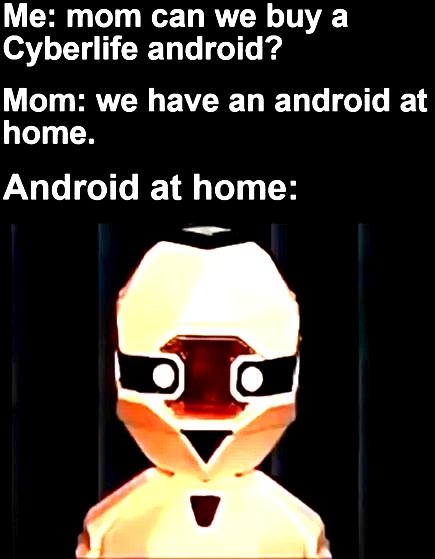 Me: mom can we buy a
Cyberlife android?
Mom: we have an android at
home.
Android at home: